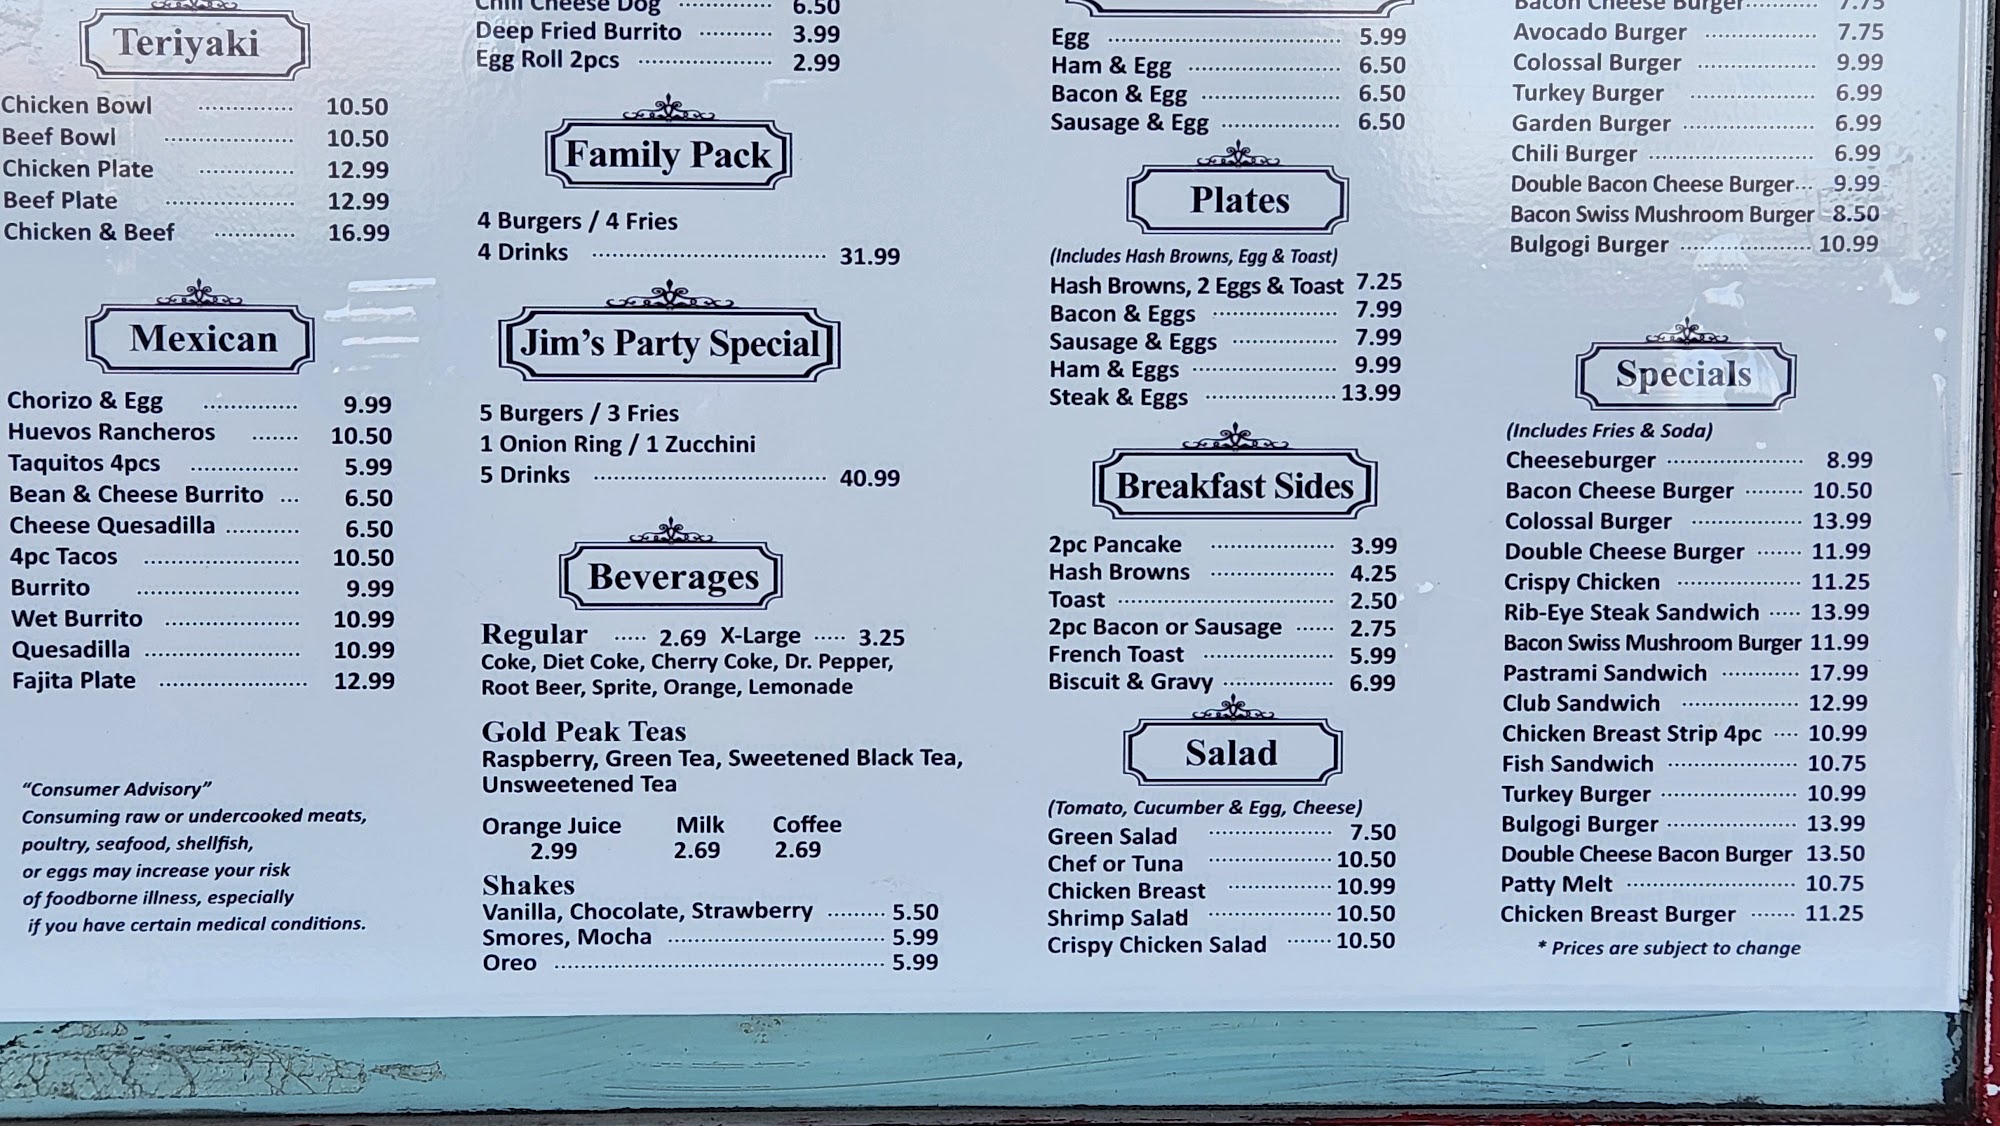 Teriyaki
Chicken Bowl 10.50
Beef Bowl 10.50
Chicken Plate 12.99
Beef Plate 12.99
Chicken & Beef 16.99
Mexican
Chorizo & Egg 9.99
Huevos Rancheros 10.50
Taquitos 4pcs 5.99
Bean & Cheese Burrito 6.50
Cheese Quesadilla 6.50
4pc Tacos 10.50
Burrito 9.99
Wet Burrito 10.99
Quesadilla 10.99
Fajita Plate 12.99
“Consumer Advisory”
Consuming raw or undercooked meats,
poultry, seafood, shellfish,
or eggs may increase your risk
of foodborne illness, especially
if you have certain medical conditions.
Chili Cheese Dog 6.50
Deep Fried Burrito 3.99
Egg Roll 2pcs 2.99
Family Pack
4 Burgers / 4 Fries
4 Drinks 31.99
Jim's Party Special
5 Burgers / 3 Fries
1 Onion Ring / 1 Zucchini
5 Drinks 40.99
Beverages
Regular 2.69 X-Large 3.25
Coke, Diet Coke, Cherry Coke, Dr. Pepper,
Root Beer, Sprite, Orange, Lemonade
Gold Peak Teas
Raspberry, Green Tea, Sweetened Black Tea,
Unsweetened Tea
Orange Juice Milk Coffee
2.99 2.69 2.69
Shakes
Vanilla, Chocolate, Strawberry 5.50
Smores, Mocha 5.99
Oreo 5.99
Egg 5.99
Ham & Egg 6.50
Bacon & Egg 6.50
Sausage & Egg 6.50
Plates
(Includes Hash Browns, Egg & Toast)
Hash Browns, 2 Eggs & Toast 7.25
Bacon & Eggs 7.99
Sausage & Eggs 7.99
Ham & Eggs 9.99
Steak & Eggs 13.99
Breakfast Sides
2pc Pancake 3.99
Hash Browns 4.25
Toast 2.50
2pc Bacon or Sausage 2.75
French Toast 5.99
Biscuit & Gravy 6.99
Salad
(Tomato, Cucumber & Egg, Cheese)
Green Salad 7.50
Chef or Tuna 10.50
Chicken Breast 10.99
Shrimp Salad 10.50
Crispy Chicken Salad 10.50
Bacon Cheese Burger 7.75
Avocado Burger 7.75
Colossal Burger 9.99
Turkey Burger 6.99
Garden Burger 6.99
Chili Burger 6.99
Double Bacon Cheese Burger 9.99
Bacon Swiss Mushroom Burger 8.50
Bulgogi Burger 10.99
Specials
(Includes Fries & Soda)
Cheeseburger 8.99
Bacon Cheese Burger 10.50
Colossal Burger 13.99
Double Cheese Burger 11.99
Crispy Chicken 11.25
Rib-Eye Steak Sandwich 13.99
Bacon Swiss Mushroom Burger 11.99
Pastrami Sandwich 17.99
Club Sandwich 12.99
Chicken Breast Strip 4pc 10.99
Fish Sandwich 10.75
Turkey Burger 10.99
Bulgogi Burger 13.99
Double Cheese Bacon Burger 13.50
Patty Melt 10.75
Chicken Breast Burger 11.25
* Prices are subject to change